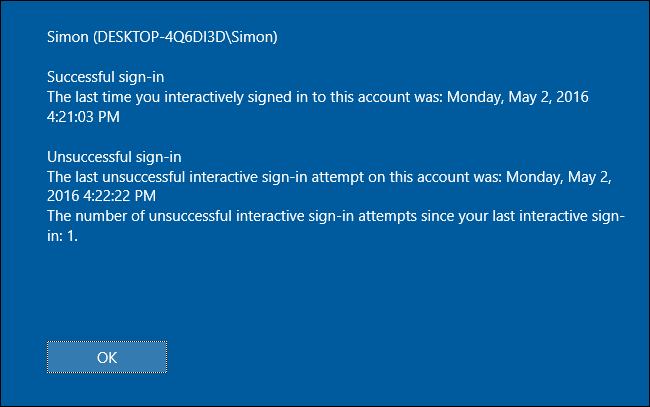 Simon (DESKTOP-4Q6DI3D\Simon)
Successful sign-in
The last time you interactively signed in to this account was: Monday, May 2, 2016
4:21:03 PM
Unsuccessful sign-in
The last unsuccessful interactive sign-in attempt on this account was: Monday, May 2,
2016 4:22:22 PM
The number of unsuccessful interactive sign-in attempts since your last interactive sign-
in: 1.
OK